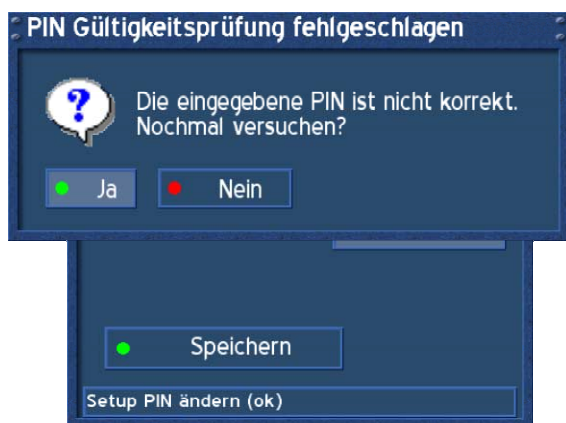 PIN Gültigkeitsprüfung fehlgeschlagen
Die eingegebene PIN ist nicht korrekt.
Nochmal versuchen?
Ja
Nein
Speichern
Setup PIN ändern (ok)